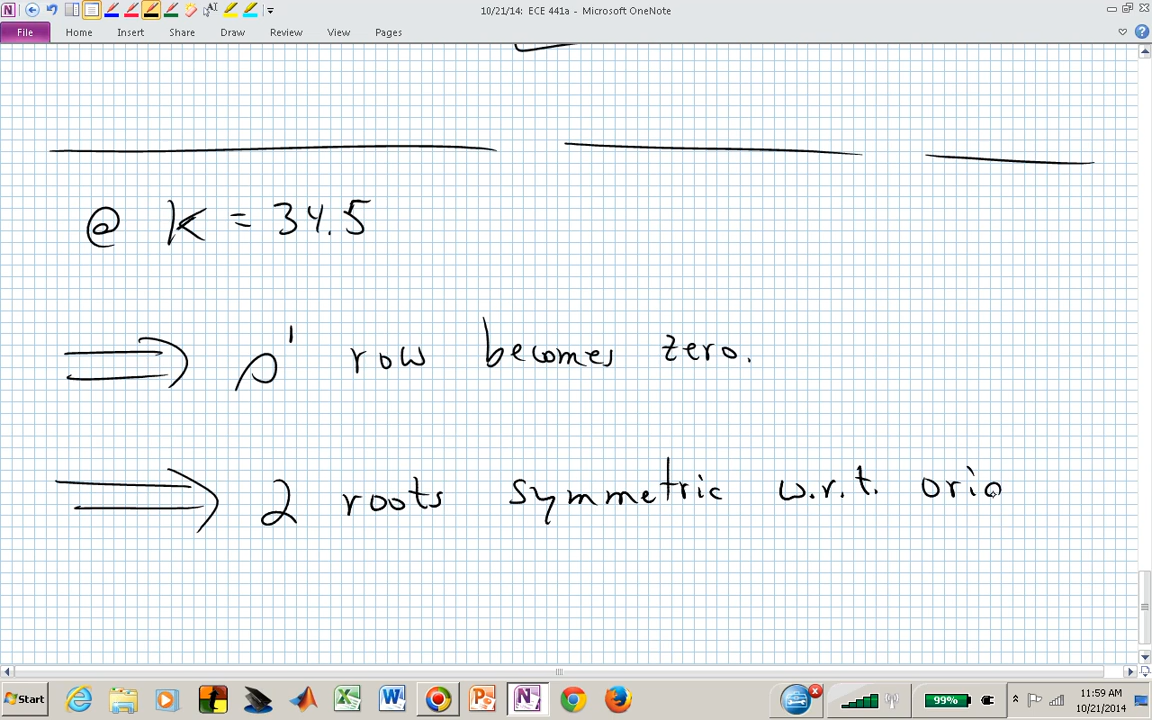 10/21/14: ECE 441a - Microsoft OneNote
File Home Insert Share Draw Review View Pages
@ K = 34.5
⟹ s¹ row becomes zero.
⟹ 2 roots symmetric w.r.t. orig
Start 99% 11:59 AM
10/21/2014